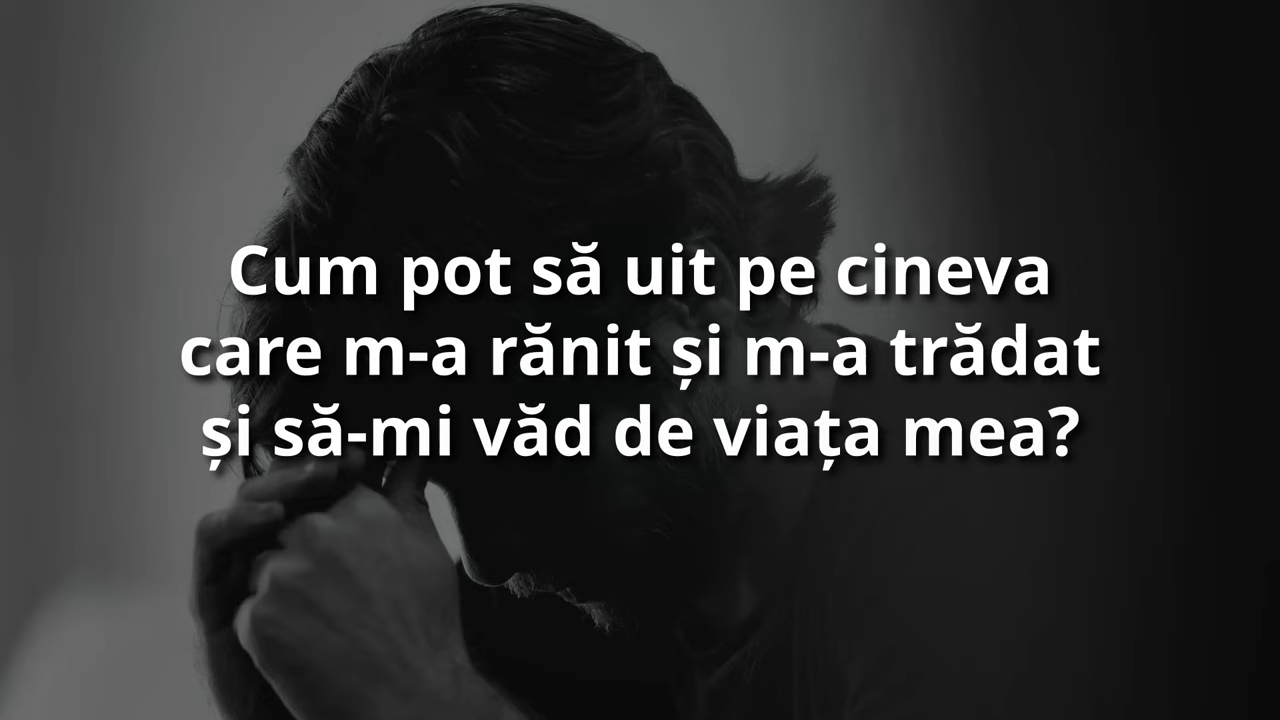 Cum pot să uit pe cineva
care m-a rănit și m-a trădat
și să-mi văd de viața mea?